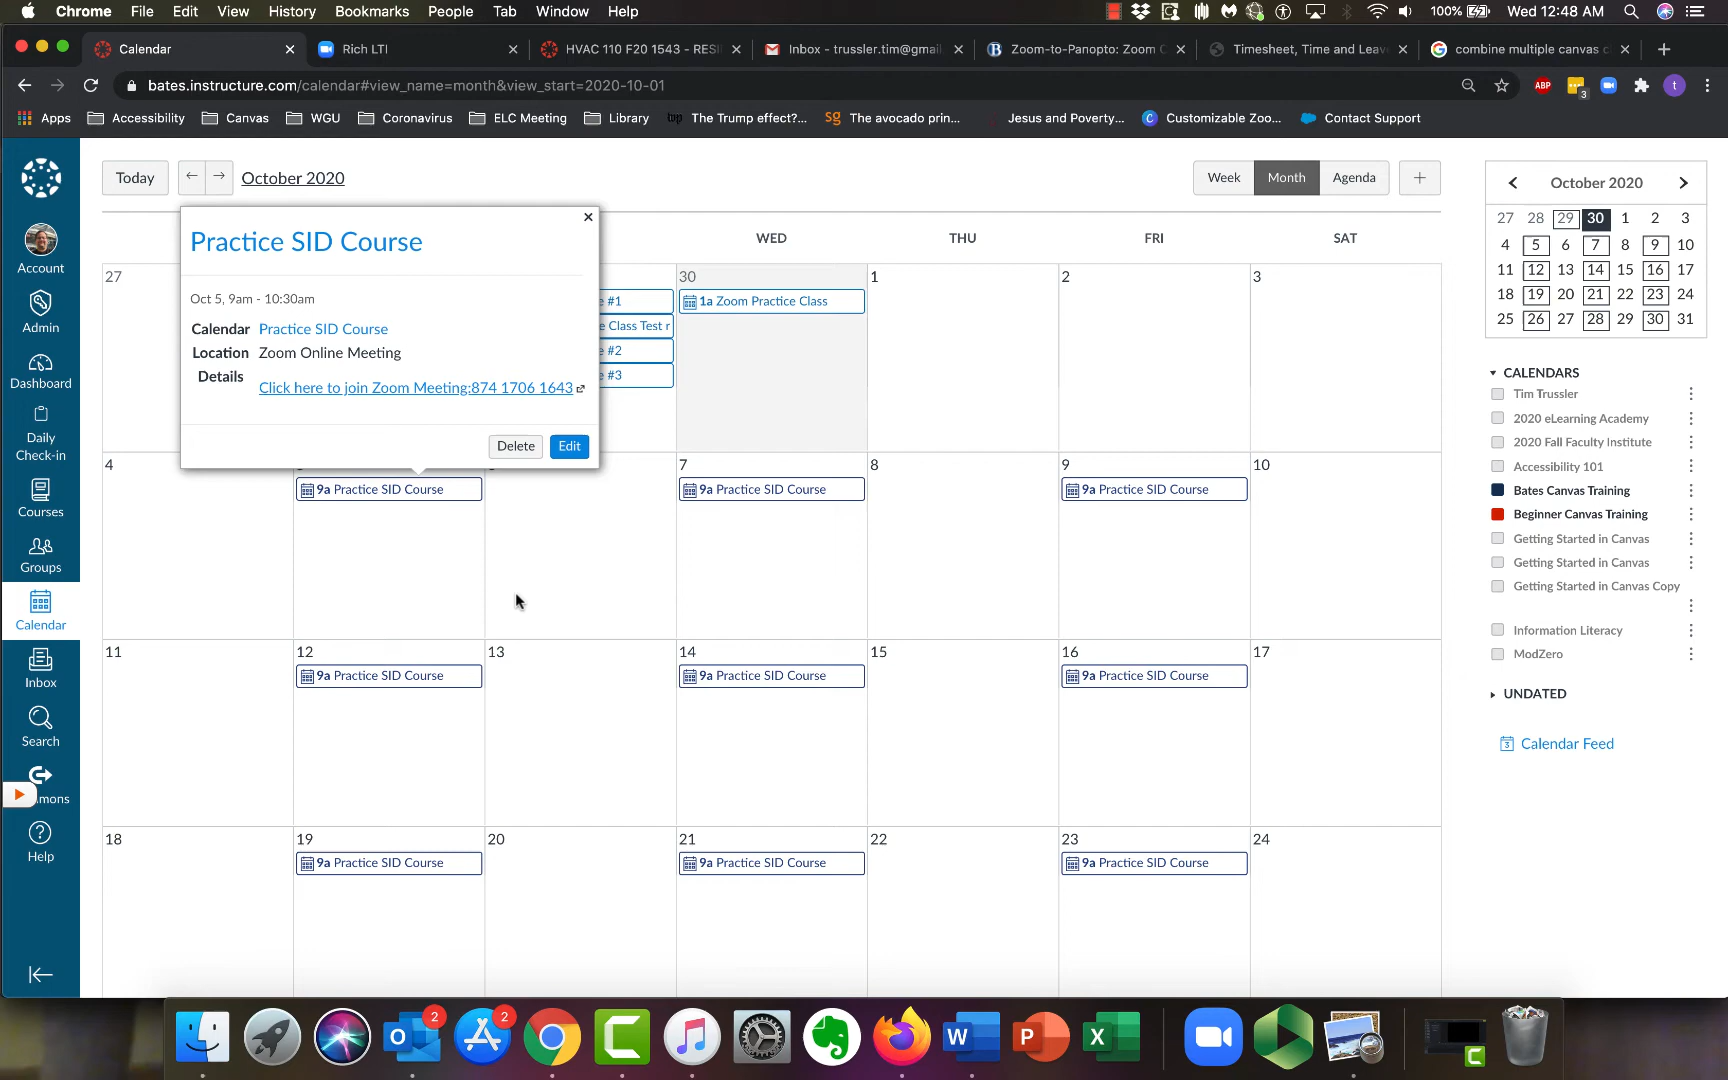 Chrome File Edit View History Bookmarks People Tab Window Help 100% Wed 12:48 AM
Calendar Rich LTI HVAC 110 F20 1543 - RESI Inbox - trussler.tim@gmail Zoom-to-Panopto: Zoom C Timesheet, Time and Leave combine multiple canvas c
bates.instructure.com/calendar#view_name=month&view_start=2020-10-01 ABP 3 t
Apps Accessibility Canvas WGU Coronavirus ELC Meeting Library The Trump effect?... sg The avocado prin... Jesus and Poverty... Customizable Zoo... Contact Support
Account
Admin
Dashboard
Daily
Check-in
Courses
Groups
Calendar
Inbox
Search
mons
Help
Today ← → October 2020 Week Month Agenda +
WED THU FRI SAT
Practice SID Course
Oct 5, 9am - 10:30am
Calendar Practice SID Course
Location Zoom Online Meeting
Details Click here to join Zoom Meeting:874 1706 1643
Delete Edit
27 30 1 2 3
e #1
e Class Test r
e #2
e #3
1a Zoom Practice Class
4 7 8 9 10
9a Practice SID Course 9a Practice SID Course 9a Practice SID Course
11 12 13 14 15 16 17
9a Practice SID Course 9a Practice SID Course 9a Practice SID Course
18 19 20 21 22 23 24
9a Practice SID Course 9a Practice SID Course 9a Practice SID Course
October 2020
27 28 29 30 1 2 3
4 5 6 7 8 9 10
11 12 13 14 15 16 17
18 19 20 21 22 23 24
25 26 27 28 29 30 31
CALENDARS
Tim Trussler
2020 eLearning Academy
2020 Fall Faculty Institute
Accessibility 101
Bates Canvas Training
Beginner Canvas Training
Getting Started in Canvas
Getting Started in Canvas
Getting Started in Canvas Copy
Information Literacy
ModZero
UNDATED
3 Calendar Feed
2 2
O W P X